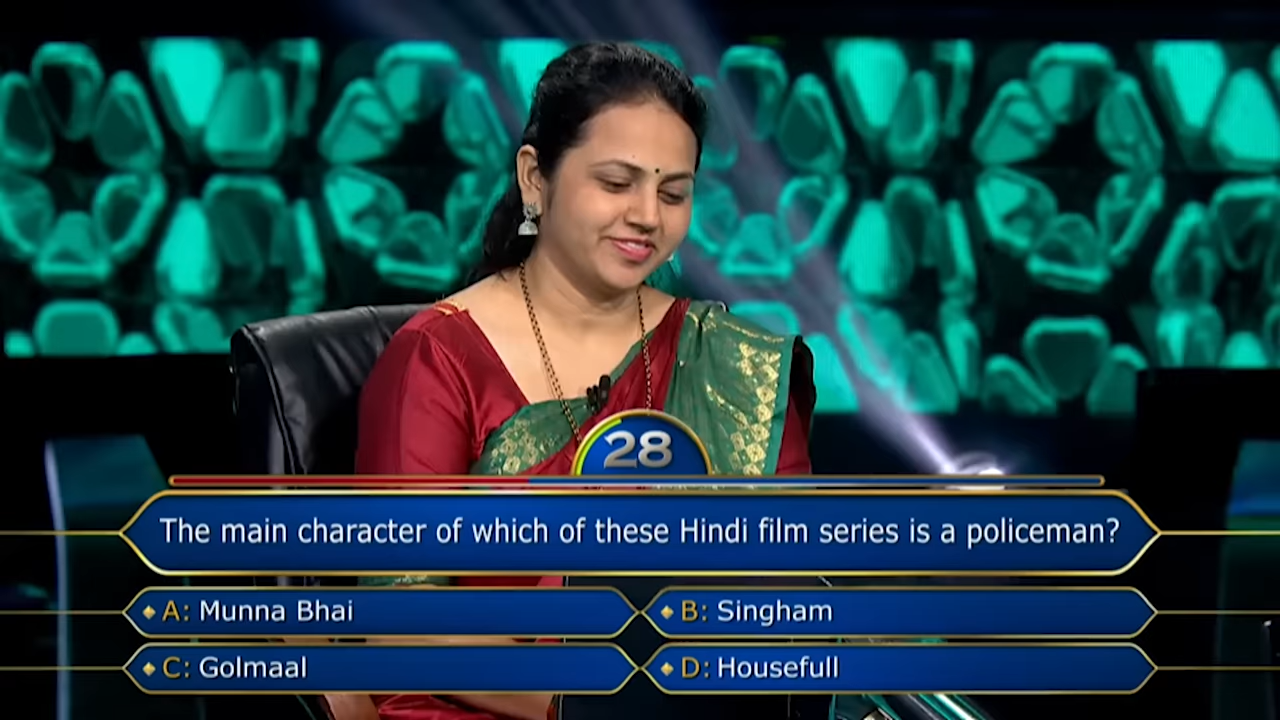 28
The main character of which of these Hindi film series is a policeman?
A: Munna Bhai
B: Singham
C: Golmaal
D: Housefull